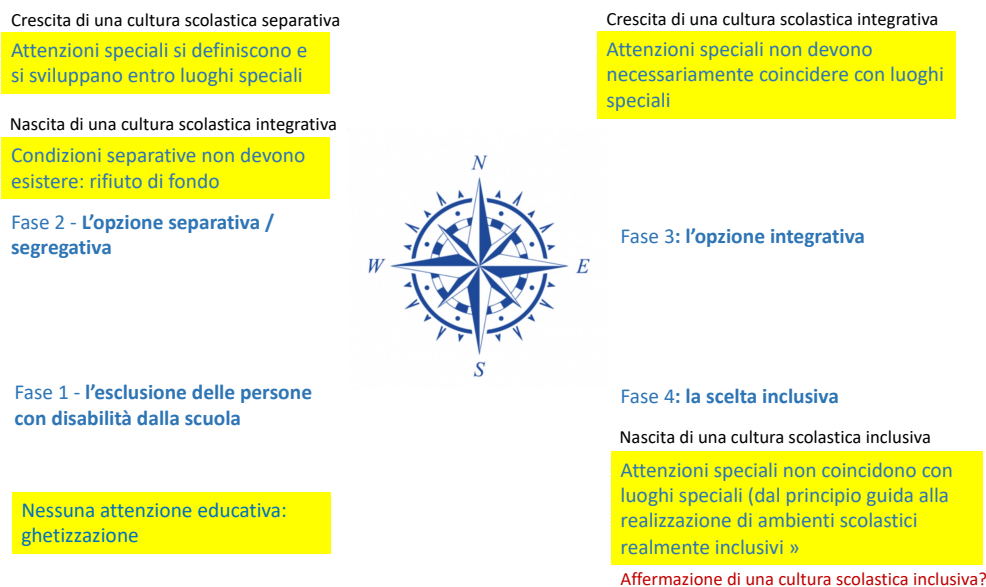 Crescita di una cultura scolastica separativa
Attenzioni speciali si definiscono e
si sviluppano entro luoghi speciali
Nascita di una cultura scolastica integrativa
Condizioni separative non devono
esistere: rifiuto di fondo
Fase 2 - L'opzione separativa /
segregativa
Fase 1 - l'esclusione delle persone
con disabilità dalla scuola
Nessuna attenzione educativa:
ghetizzazione
N
W
E
S
Crescita di una cultura scolastica integrativa
Attenzioni speciali non devono
necessariamente coincidere con luoghi
speciali
Fase 3: l'opzione integrativa
Fase 4: la scelta inclusiva
Nascita di una cultura scolastica inclusiva
Attenzioni speciali non coincidono con
luoghi speciali (dal principio guida alla
realizzazione di ambienti scolastici
realmente inclusivi »
Affermazione di una cultura scolastica inclusiva?